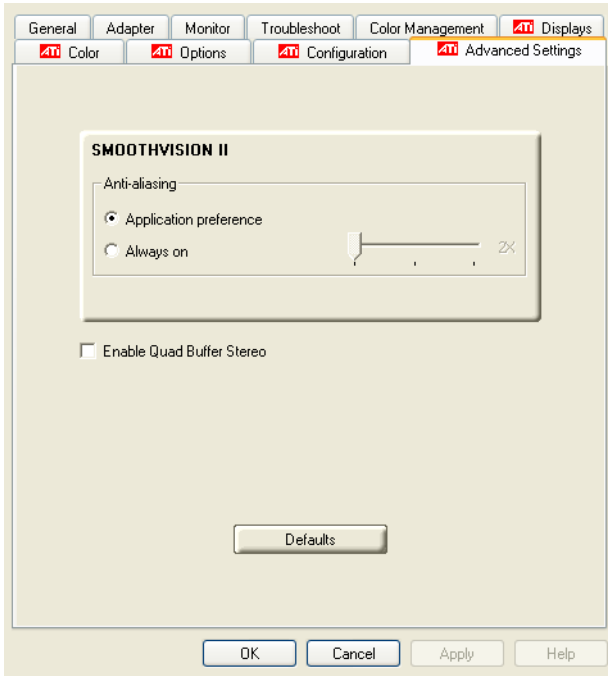 General Adapter Monitor Troubleshoot Color Management ATI Displays
ATI Color ATI Options ATI Configuration ATI Advanced Settings
SMOOTHVISION II
Anti-aliasing
Application preference
Always on 2X
Enable Quad Buffer Stereo
Defaults
OK Cancel Apply Help